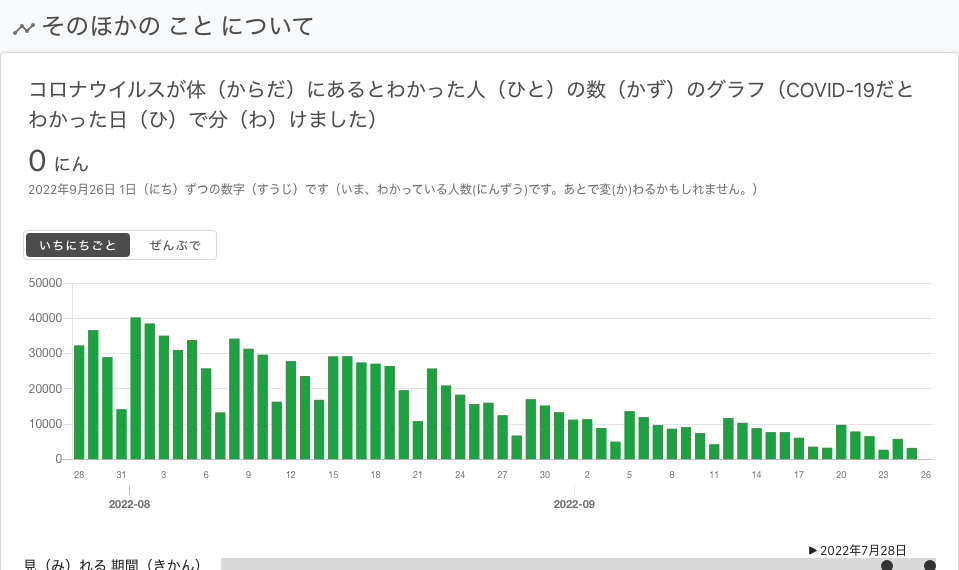 そのほかの こと について
コロナウイルスが体（からだ）にあるとわかった人（ひと）の数（かず）のグラフ（COVID-19だと
わかった日（ひ）で分（わ）けました）
0 にん
2022年9月26日 1日（にち）ずつの数字（すうじ）です（いま、わかっている人数(にんずう)です。あとで変(か)わるかもしれません。）
いちにちごと ぜんぶで
50000
40000
30000
20000
10000
0
28 31 3 6 9 12 15 18 21 24 27 30 2 5 8 11 14 17 20 23 26
2022-08 2022-09
▶ 2022年7月28日
見（み）れる 期間（きかん）